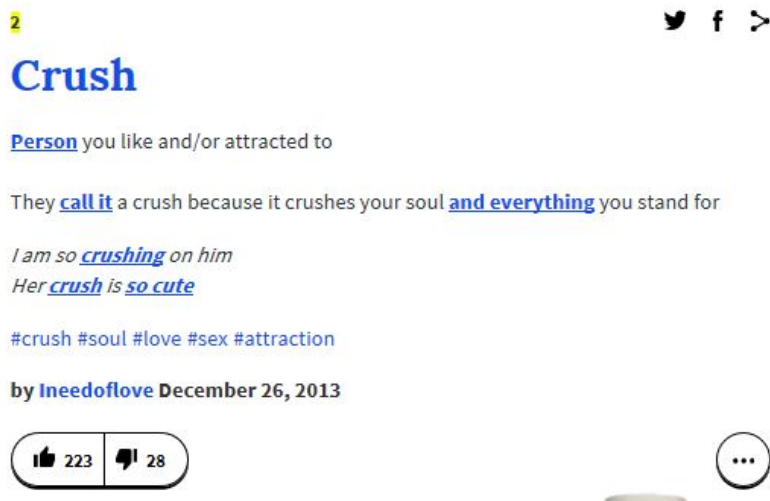 2
Crush
Person you like and/or attracted to
They call it a crush because it crushes your soul and everything you stand for
I am so crushing on him
Her crush is so cute
#crush #soul #love #sex #attraction
by Ineedoflove December 26, 2013
223 28